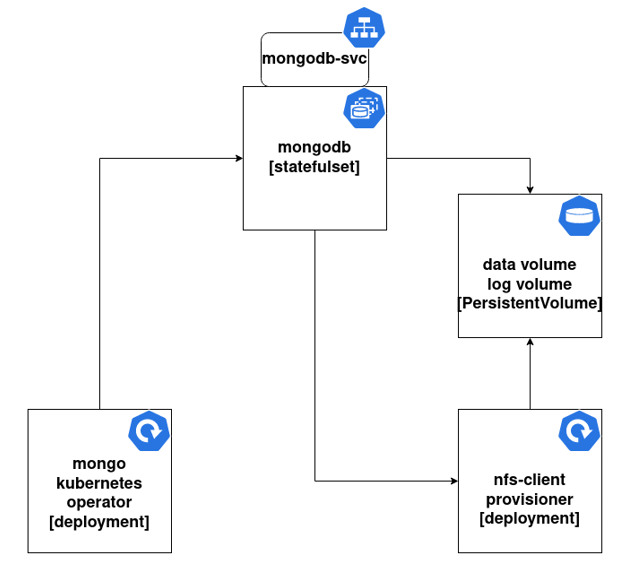 mongodb-svc
mongodb
[statefulset]
data volume
log volume
[PersistentVolume]
mongo
kubernetes
operator
[deployment]
nfs-client
provisioner
[deployment]